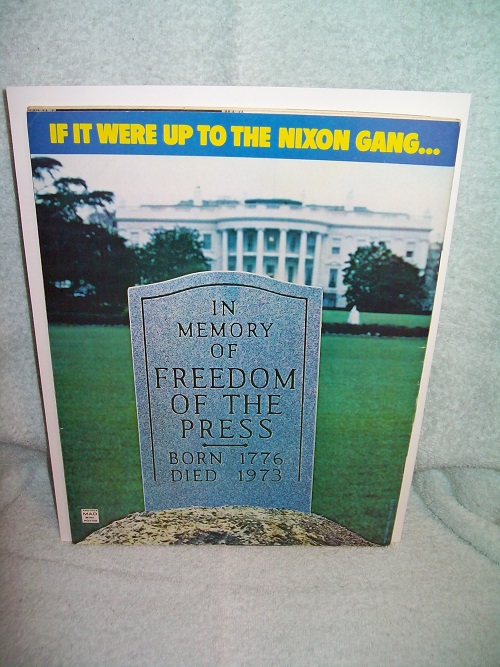 IF IT WERE UP TO THE NIXON GANG...
IN
MEMORY
OF
FREEDOM
OF THE
PRESS
BORN 1776
DIED 1973
MAD